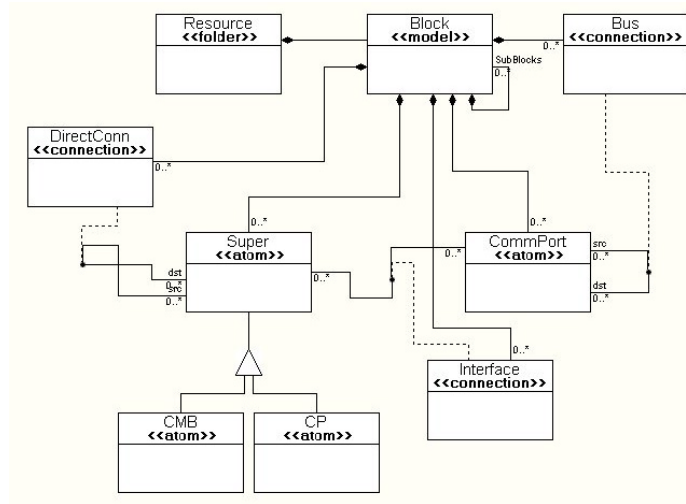 Resource
<<folder>>
Block
<<model>>
Bus
<<connection>>
0..*
SubBlocks
0..*
DirectConn
<<connection>>
0..*
0..*
0..*
Super
<<atom>>
CommPort
<<atom>>
dst
0..*
src
0..*
0..*
0..*
src
0..*
dst
0..*
0..*
Interface
<<connection>>
CMB
<<atom>>
CP
<<atom>>